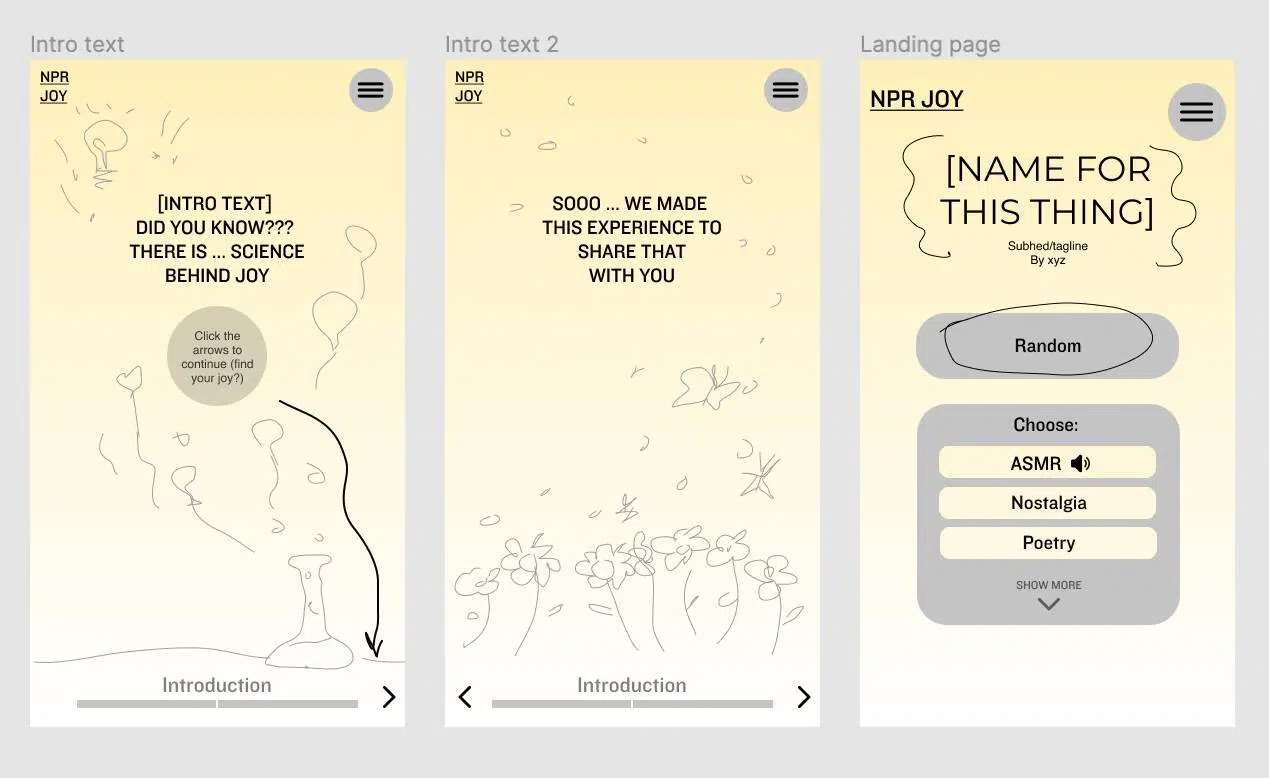 Intro text
NPR
JOY
[INTRO TEXT]
DID YOU KNOW???
THERE IS ... SCIENCE
BEHIND JOY
Click the
arrows to
continue (find
your joy?)
Introduction
Intro text 2
NPR
JOY
SOOO ... WE MADE
THIS EXPERIENCE TO
SHARE THAT
WITH YOU
Introduction
Landing page
NPR JOY
[NAME FOR
THIS THING]
Subhed/tagline
By xyz
Random
Choose:
ASMR
Nostalgia
Poetry
SHOW MORE